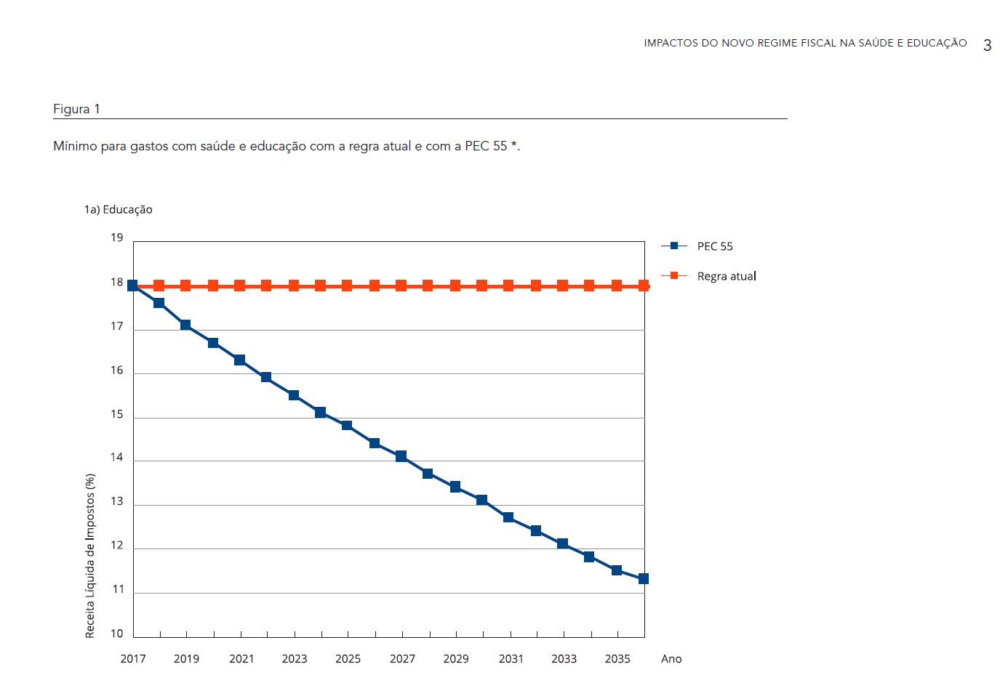 IMPACTOS DO NOVO REGIME FISCAL NA SAÚDE E EDUCAÇÃO 3
Figura 1
Mínimo para gastos com saúde e educação com a regra atual e com a PEC 55 *.
1a) Educação
19
18
17
16
15
14
13
12
11
10
Receita Líquida de Impostos (%)
2017 2019 2021 2023 2025 2027 2029 2031 2033 2035 Ano
PEC 55
Regra atual